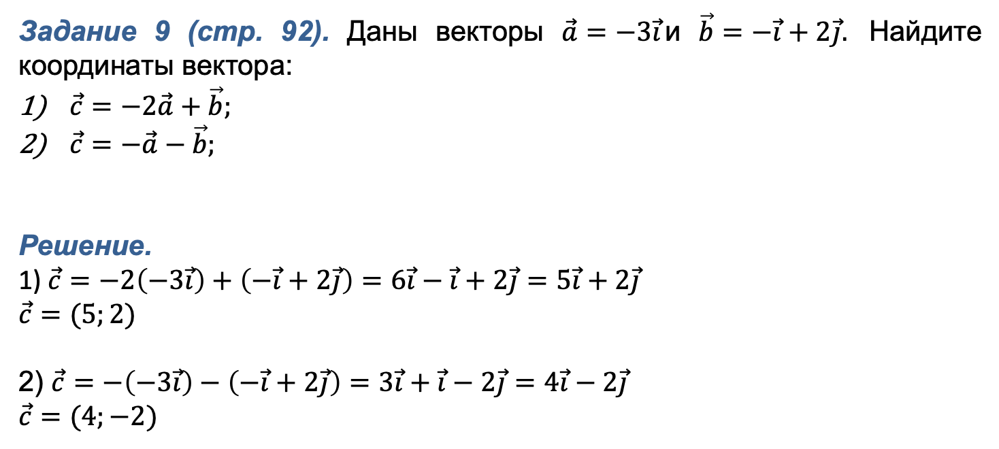 Задание 9 (стр. 92). Даны векторы a⃗ = −3i⃗ и b⃗ = −i⃗ + 2j⃗. Найдите
координаты вектора:
1) c⃗ = −2a⃗ + b⃗;
2) c⃗ = −a⃗ − b⃗;
Решение.
1) c⃗ = −2(−3i⃗) + (−i⃗ + 2j⃗) = 6i⃗ − i⃗ + 2j⃗ = 5i⃗ + 2j⃗
c⃗ = (5; 2)
2) c⃗ = −(−3i⃗) − (−i⃗ + 2j⃗) = 3i⃗ + i⃗ − 2j⃗ = 4i⃗ − 2j⃗
c⃗ = (4; −2)